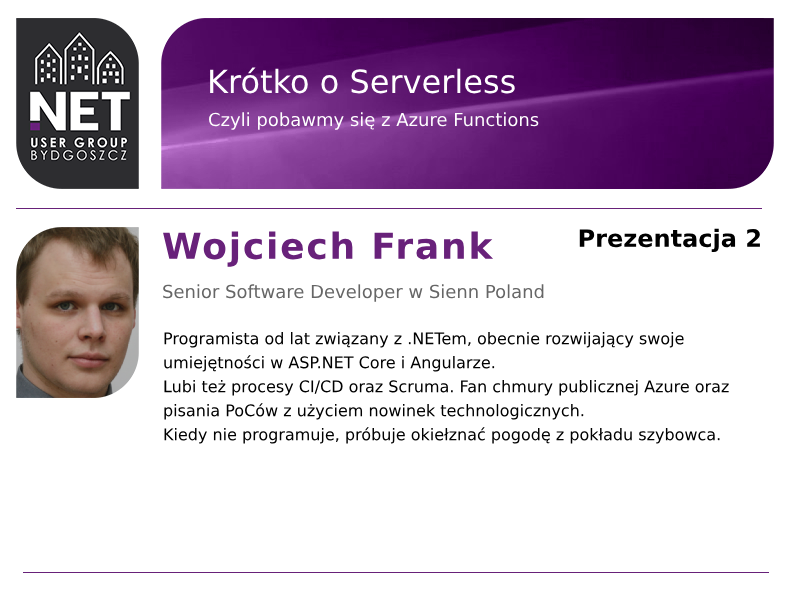 .NET
USER GROUP
BYDGOSZCZ
Krótko o Serverless
Czyli pobawmy się z Azure Functions
Wojciech Frank
Prezentacja 2
Senior Software Developer w Sienn Poland
Programista od lat związany z .NETem, obecnie rozwijający swoje
umiejętności w ASP.NET Core i Angularze.
Lubi też procesy CI/CD oraz Scruma. Fan chmury publicznej Azure oraz
pisania PoCów z użyciem nowinek technologicznych.
Kiedy nie programuje, próbuje okiełznać pogodę z pokładu szybowca.